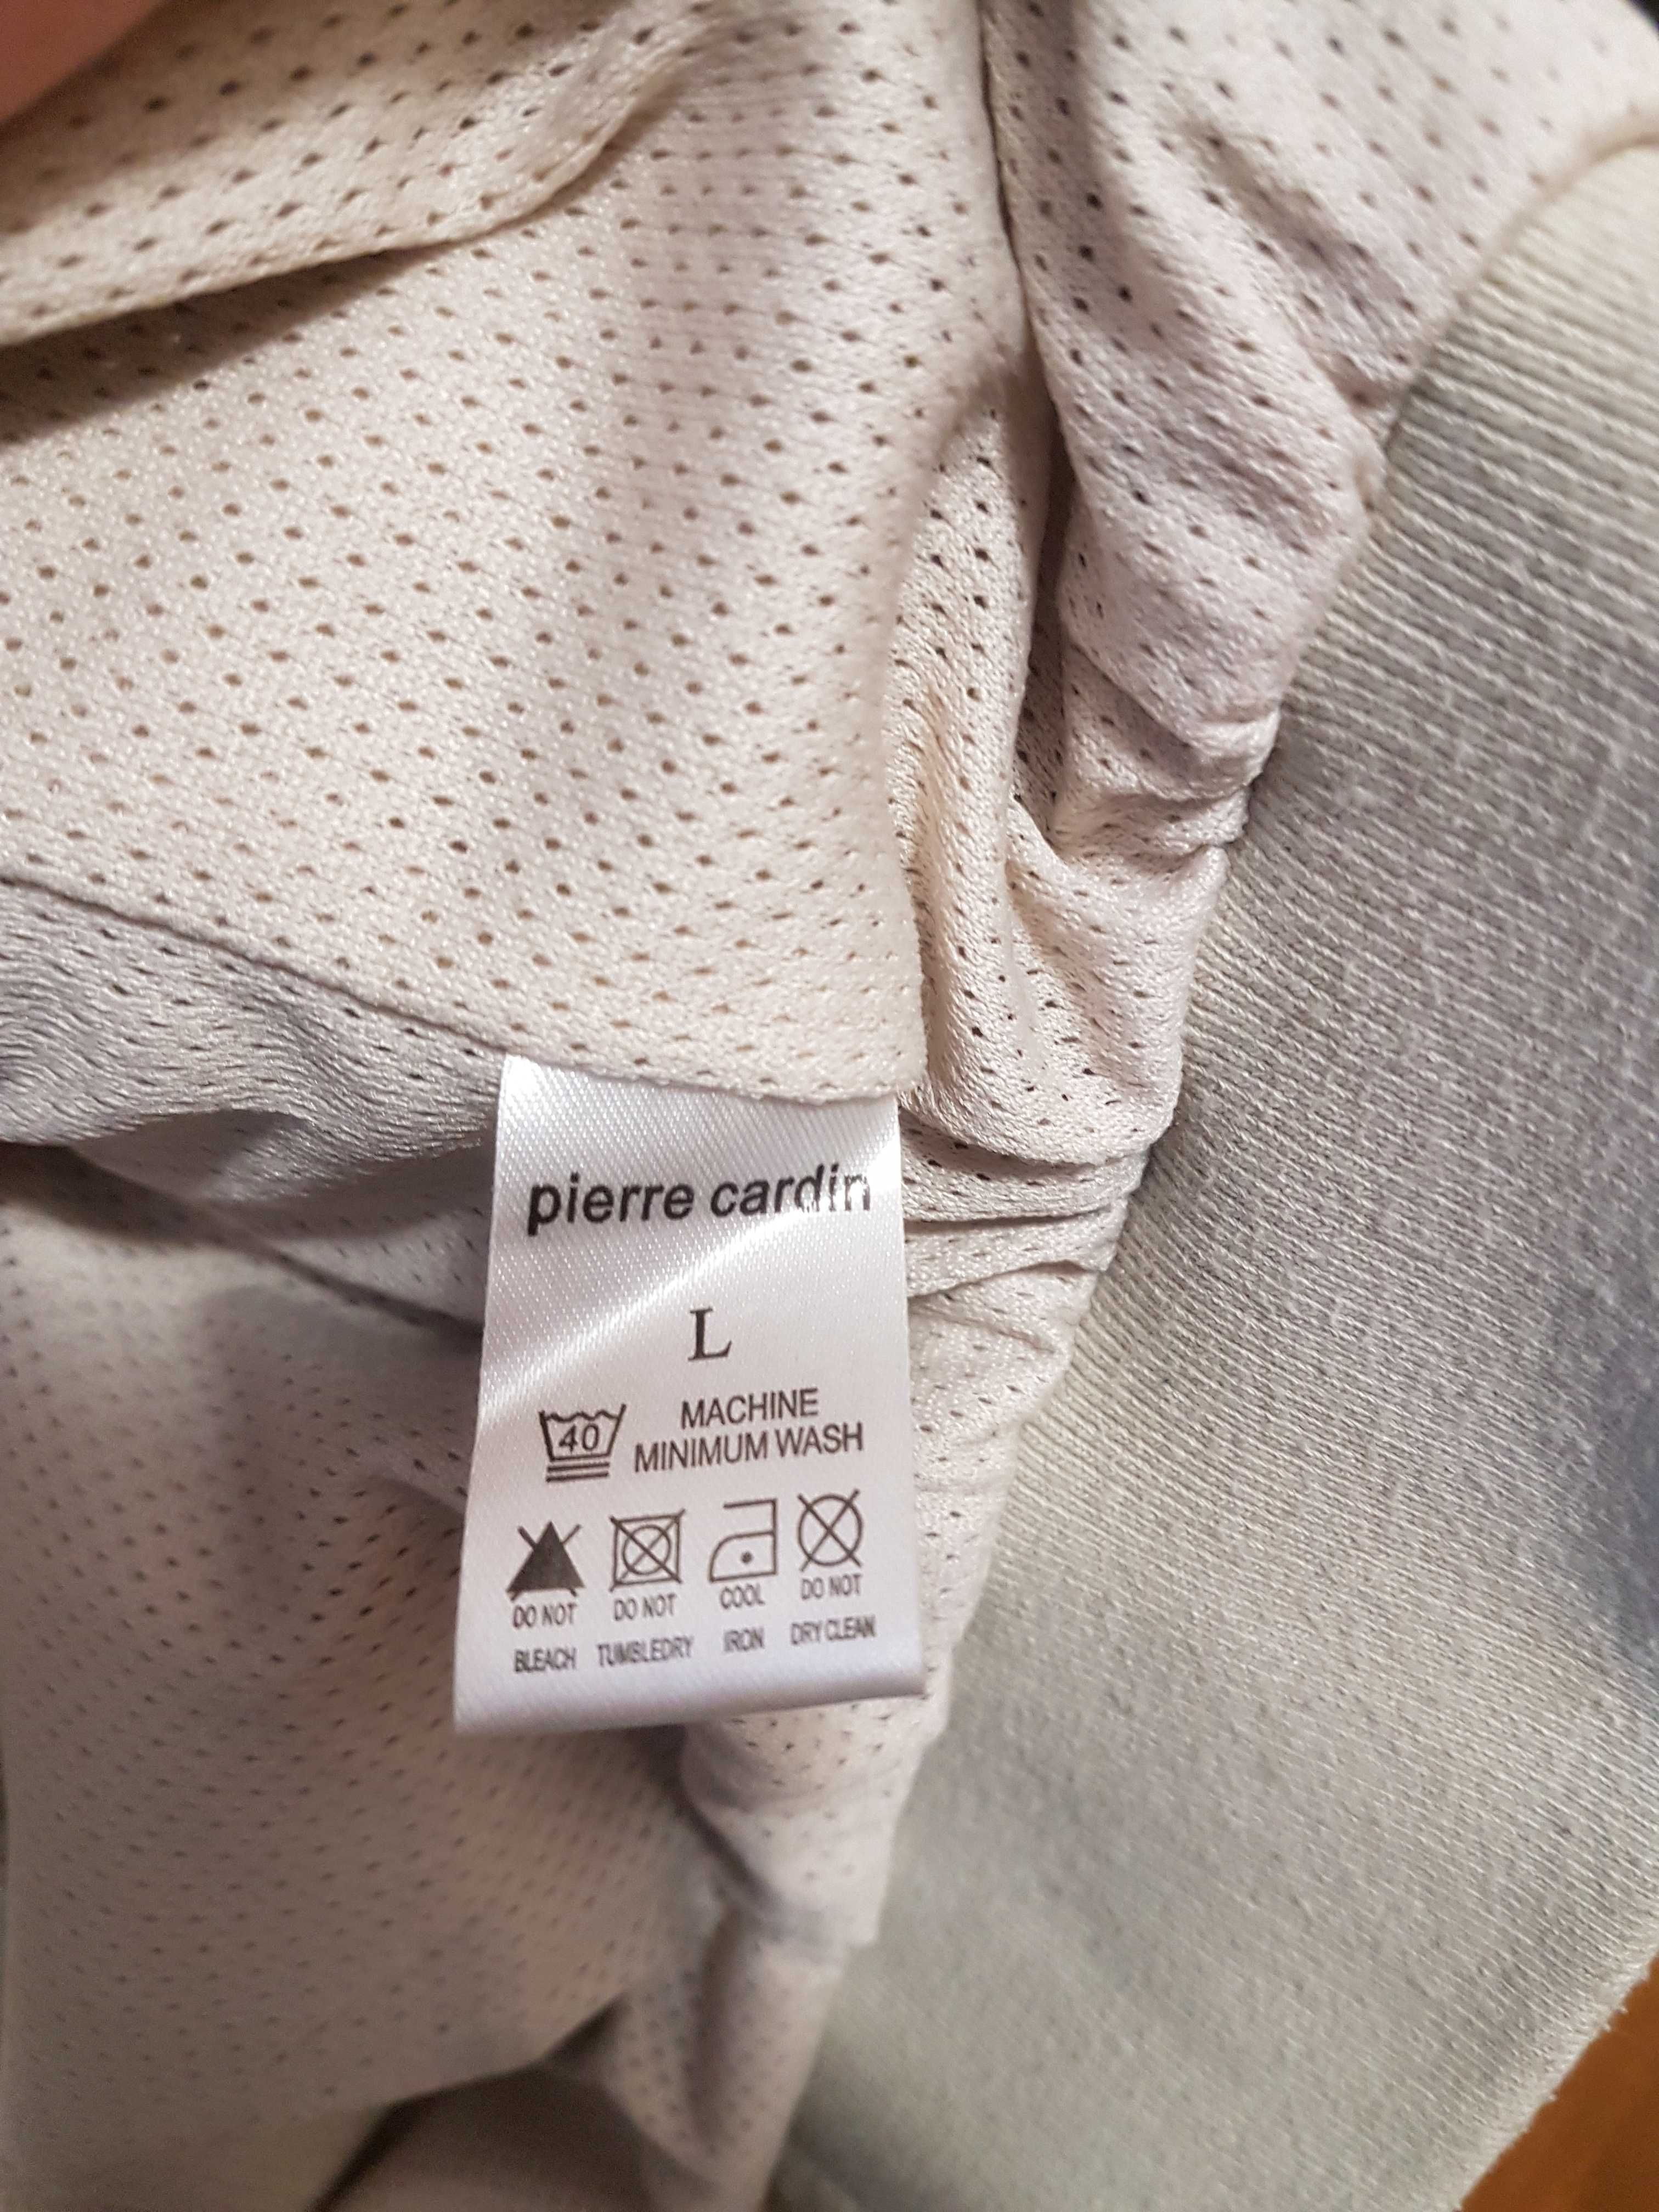 pierre cardin
L
40 MACHINE
MINIMUM WASH
DO NOT DO NOT COOL DO NOT
BLEACH TUMBLEDRY IRON DRY CLEAN